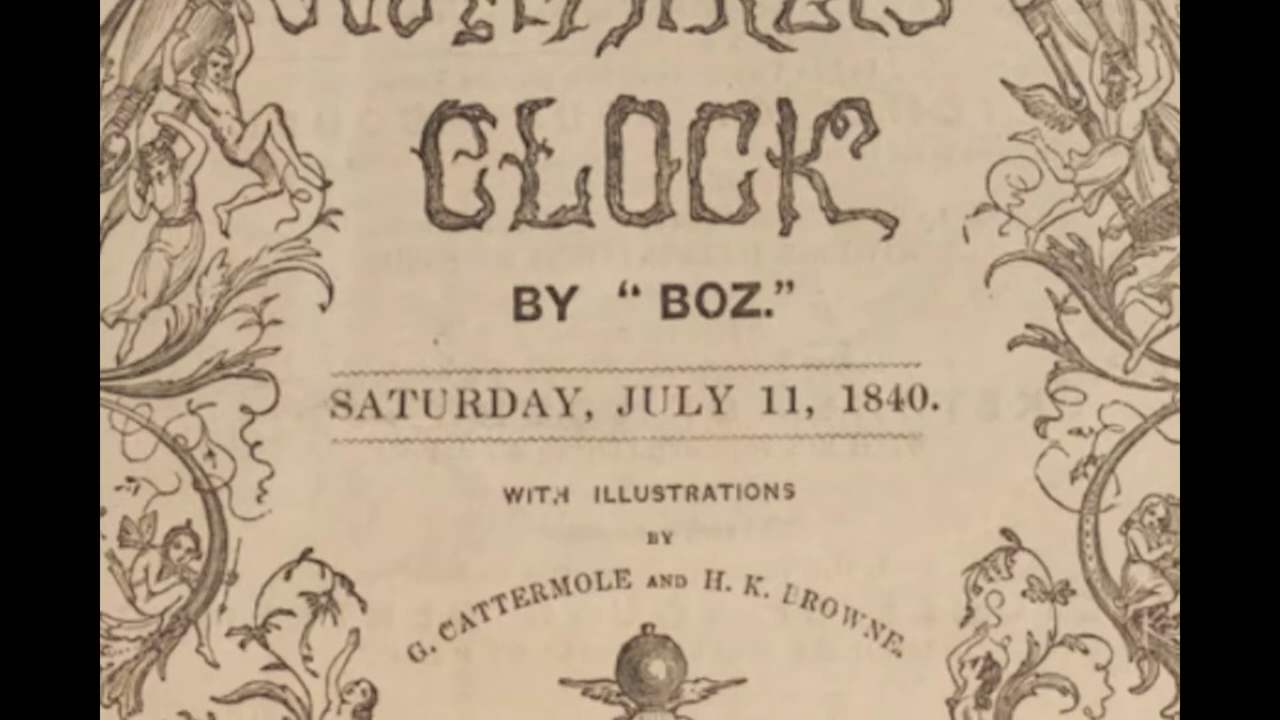 CLOCK
BY "BOZ."
SATURDAY, JULY 11, 1840.
WITH ILLUSTRATIONS
BY
G. CATTERMOLE AND H. K. BROWNE.